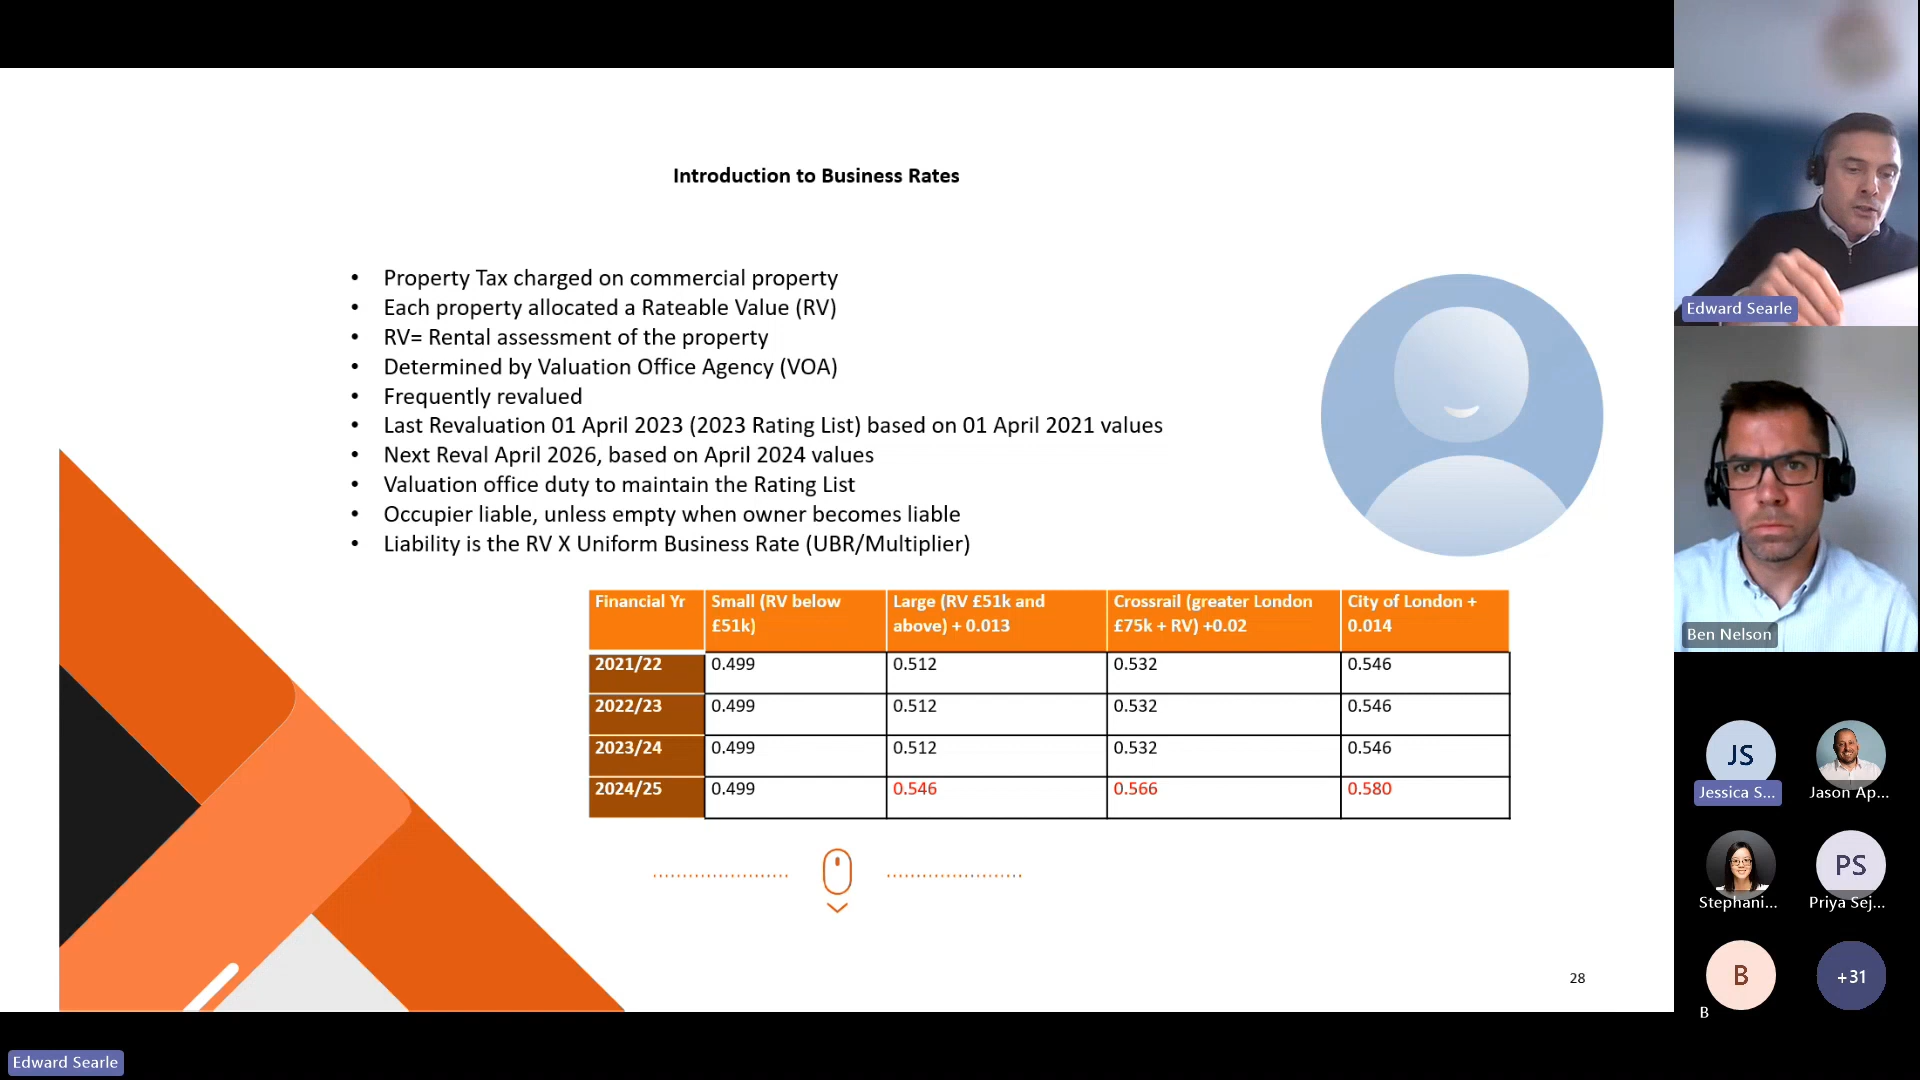 Introduction to Business Rates
• Property Tax charged on commercial property
• Each property allocated a Rateable Value (RV)
• RV= Rental assessment of the property
• Determined by Valuation Office Agency (VOA)
• Frequently revalued
• Last Revaluation 01 April 2023 (2023 Rating List) based on 01 April 2021 values
• Next Reval April 2026, based on April 2024 values
• Valuation office duty to maintain the Rating List
• Occupier liable, unless empty when owner becomes liable
• Liability is the RV X Uniform Business Rate (UBR/Multiplier)
Financial Yr Small (RV below £51k) Large (RV £51k and above) + 0.013 Crossrail (greater London £75k + RV) +0.02 City of London + 0.014
2021/22 0.499 0.512 0.532 0.546
2022/23 0.499 0.512 0.532 0.546
2023/24 0.499 0.512 0.532 0.546
2024/25 0.499 0.546 0.566 0.580
28
Edward Searle
Edward Searle
Ben Nelson
JS
Jessica S...
Jason Ap...
Stephani...
PS
Priya Sej...
B
B
+31